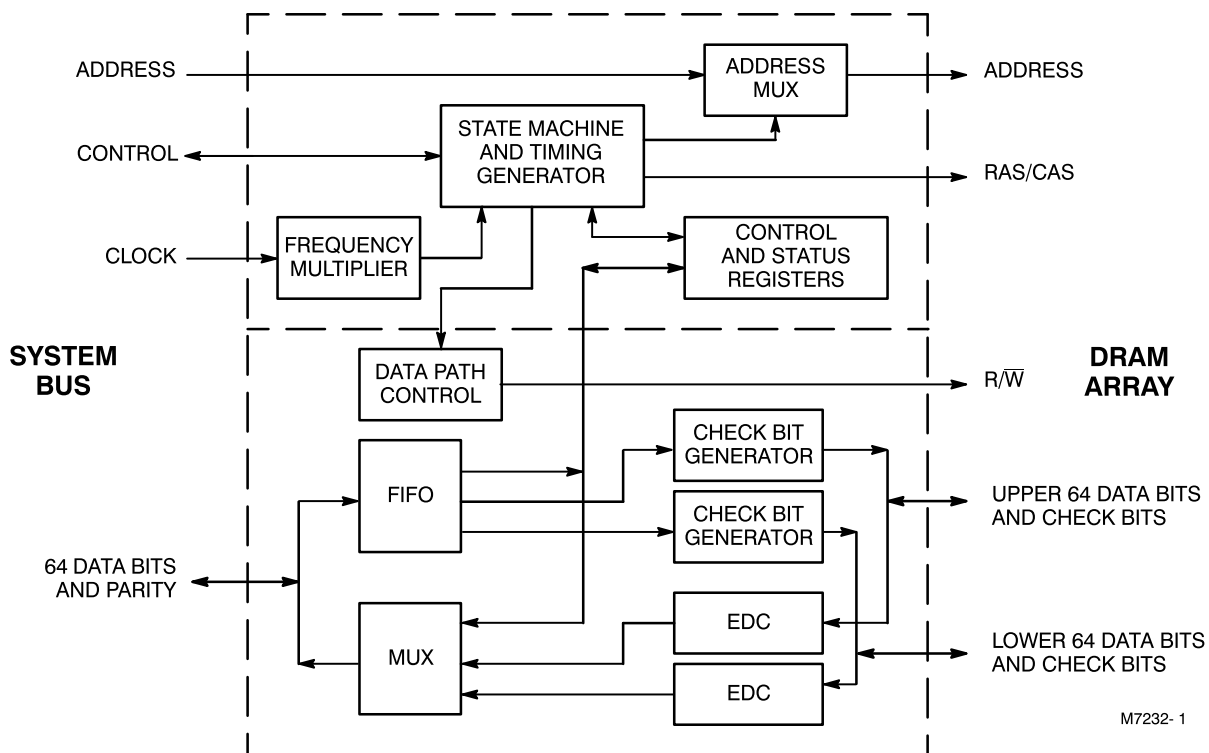 ADDRESS
ADDRESS
MUX
ADDRESS
STATE MACHINE
AND TIMING
GENERATOR
CONTROL
RAS/CAS
CLOCK
FREQUENCY
MULTIPLIER
CONTROL
AND STATUS
REGISTERS
SYSTEM
BUS
DATA PATH
CONTROL
R/W̅
DRAM
ARRAY
CHECK BIT
GENERATOR
FIFO
CHECK BIT
GENERATOR
UPPER 64 DATA BITS
AND CHECK BITS
64 DATA BITS
AND PARITY
EDC
MUX
EDC
LOWER 64 DATA BITS
AND CHECK BITS
M7232- 1